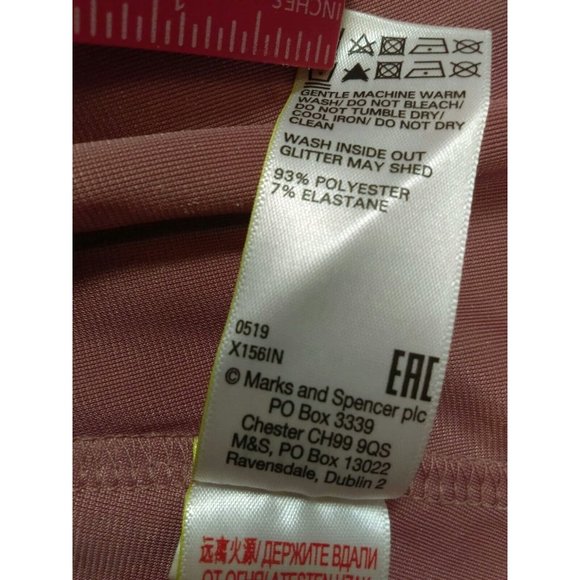 INCHES
1
GENTLE MACHINE WARM
WASH/ DO NOT BLEACH/
DO NOT TUMBLE DRY/
COOL IRON/ DO NOT DRY
CLEAN
WASH INSIDE OUT
GLITTER MAY SHED
93% POLYESTER
7% ELASTANE
0519
X156IN
EAC
© Marks and Spencer plc
PO Box 3339
Chester CH99 9QS
M&S, PO Box 13022
Ravensdale, Dublin 2
远离火源/ ДЕРЖИТЕ ВДАЛИ